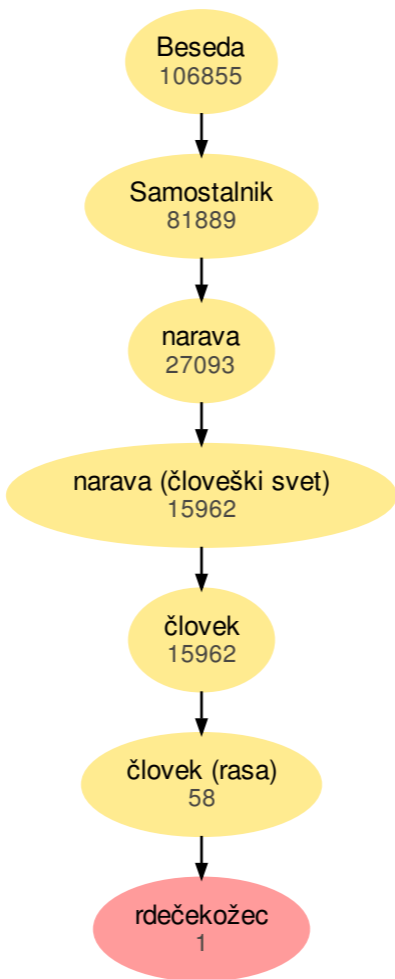 Beseda
106855
Samostalnik
81889
narava
27093
narava (človeški svet)
15962
človek
15962
človek (rasa)
58
rdečekožec
1